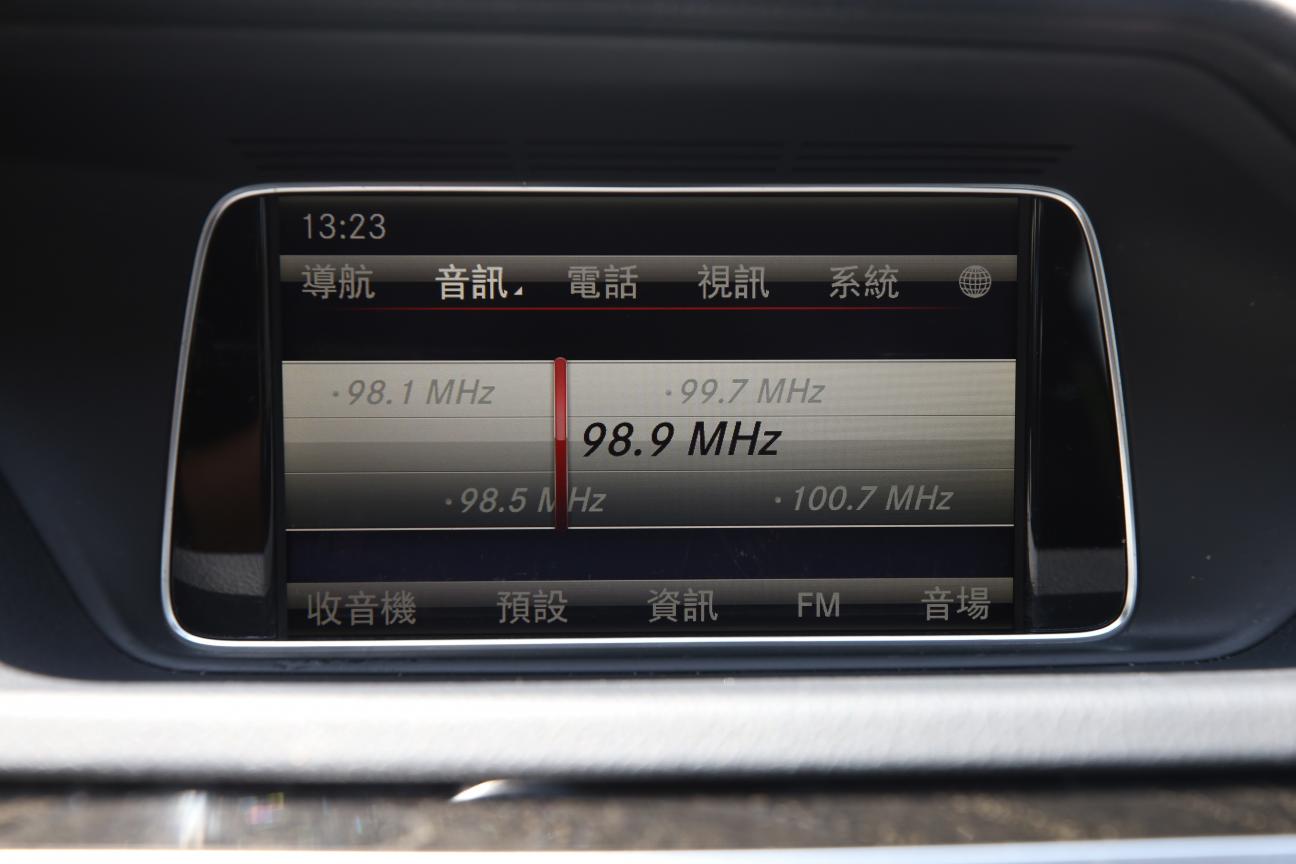 13:23
導航 音訊 電話 視訊 系統
·98.1 MHz ·99.7 MHz
98.9 MHz
·98.5 MHz ·100.7 MHz
收音機 預設 資訊 FM 音場